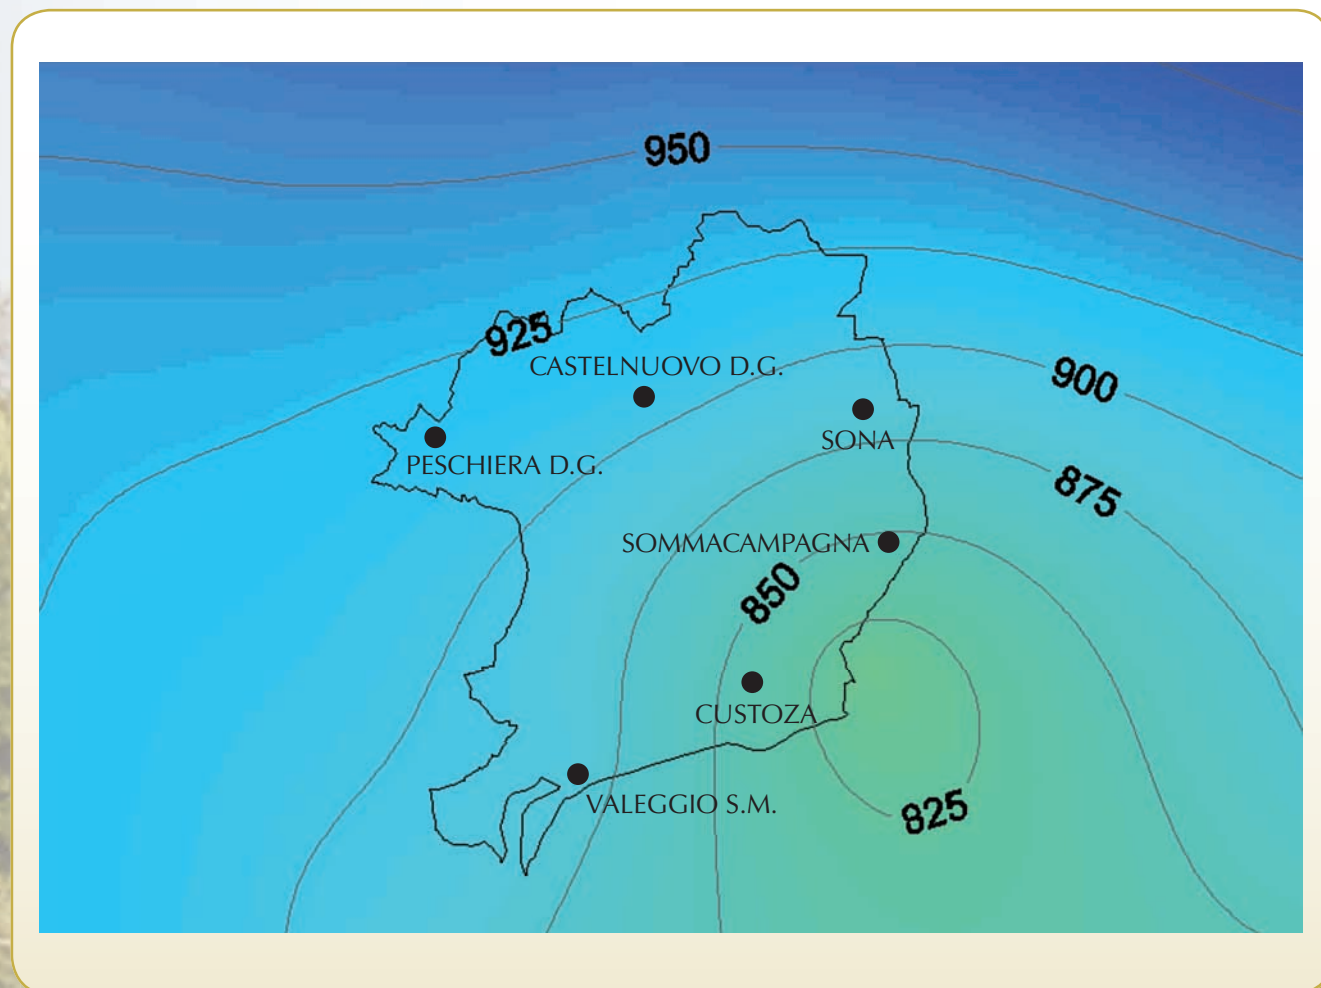 950
925
CASTELNUOVO D.G.
900
SONA
PESCHIERA D.G.
875
SOMMACAMPAGNA
850
CUSTOZA
VALEGGIO S.M.
825